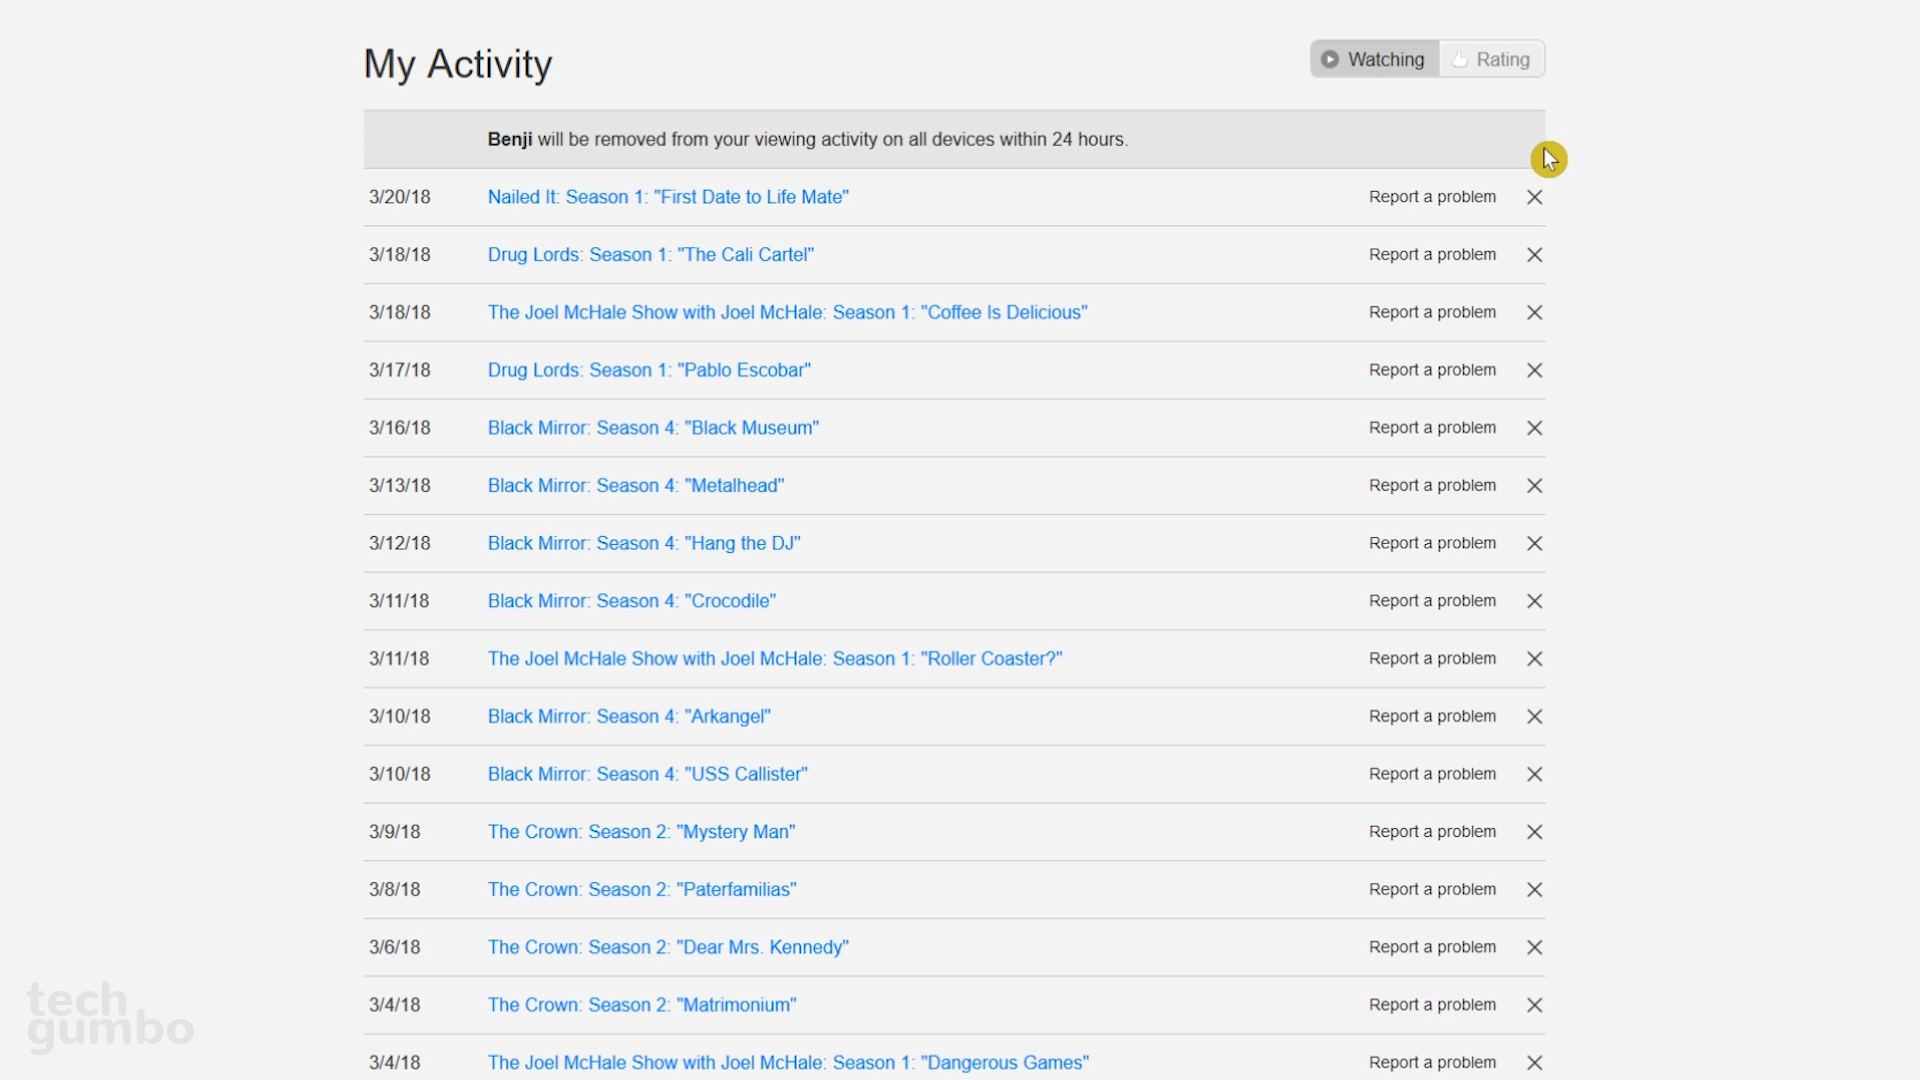 My Activity
Watching Rating
Benji will be removed from your viewing activity on all devices within 24 hours.
3/20/18 Nailed It: Season 1: "First Date to Life Mate" Report a problem
3/18/18 Drug Lords: Season 1: "The Cali Cartel" Report a problem
3/18/18 The Joel McHale Show with Joel McHale: Season 1: "Coffee Is Delicious" Report a problem
3/17/18 Drug Lords: Season 1: "Pablo Escobar" Report a problem
3/16/18 Black Mirror: Season 4: "Black Museum" Report a problem
3/13/18 Black Mirror: Season 4: "Metalhead" Report a problem
3/12/18 Black Mirror: Season 4: "Hang the DJ" Report a problem
3/11/18 Black Mirror: Season 4: "Crocodile" Report a problem
3/11/18 The Joel McHale Show with Joel McHale: Season 1: "Roller Coaster?" Report a problem
3/10/18 Black Mirror: Season 4: "Arkangel" Report a problem
3/10/18 Black Mirror: Season 4: "USS Callister" Report a problem
3/9/18 The Crown: Season 2: "Mystery Man" Report a problem
3/8/18 The Crown: Season 2: "Paterfamilias" Report a problem
3/6/18 The Crown: Season 2: "Dear Mrs. Kennedy" Report a problem
3/4/18 The Crown: Season 2: "Matrimonium" Report a problem
3/4/18 The Joel McHale Show with Joel McHale: Season 1: "Dangerous Games" Report a problem
tech
gumbo